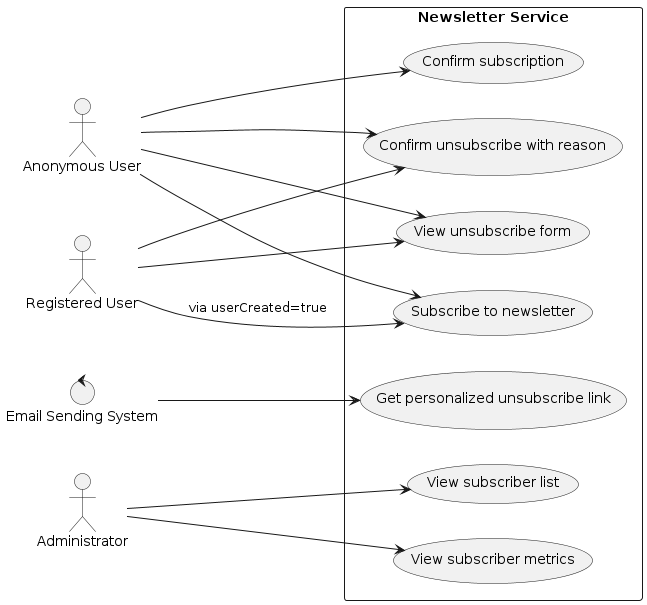 Newsletter Service
Confirm subscription
Confirm unsubscribe with reason
Anonymous User
View unsubscribe form
Registered User
via userCreated=true
Subscribe to newsletter
Get personalized unsubscribe link
Email Sending System
View subscriber list
Administrator
View subscriber metrics